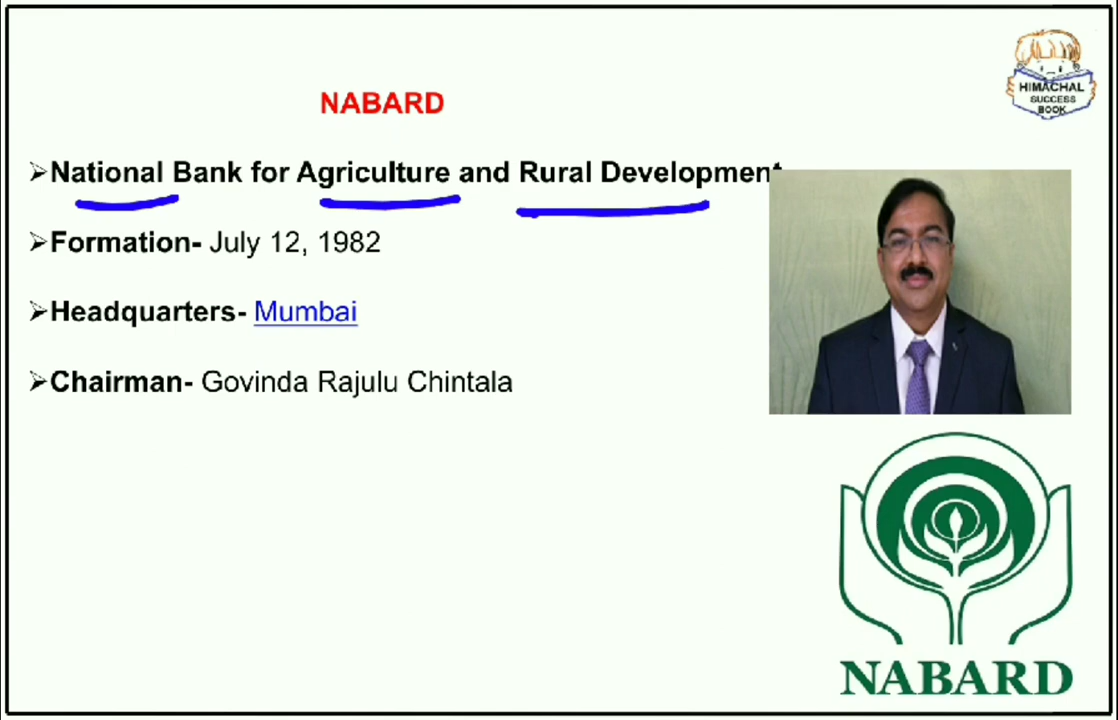 HIMACHAL
SUCCESS
BOOK
NABARD
➢National Bank for Agriculture and Rural Development
➢Formation- July 12, 1982
➢Headquarters- Mumbai
➢Chairman- Govinda Rajulu Chintala
NABARD